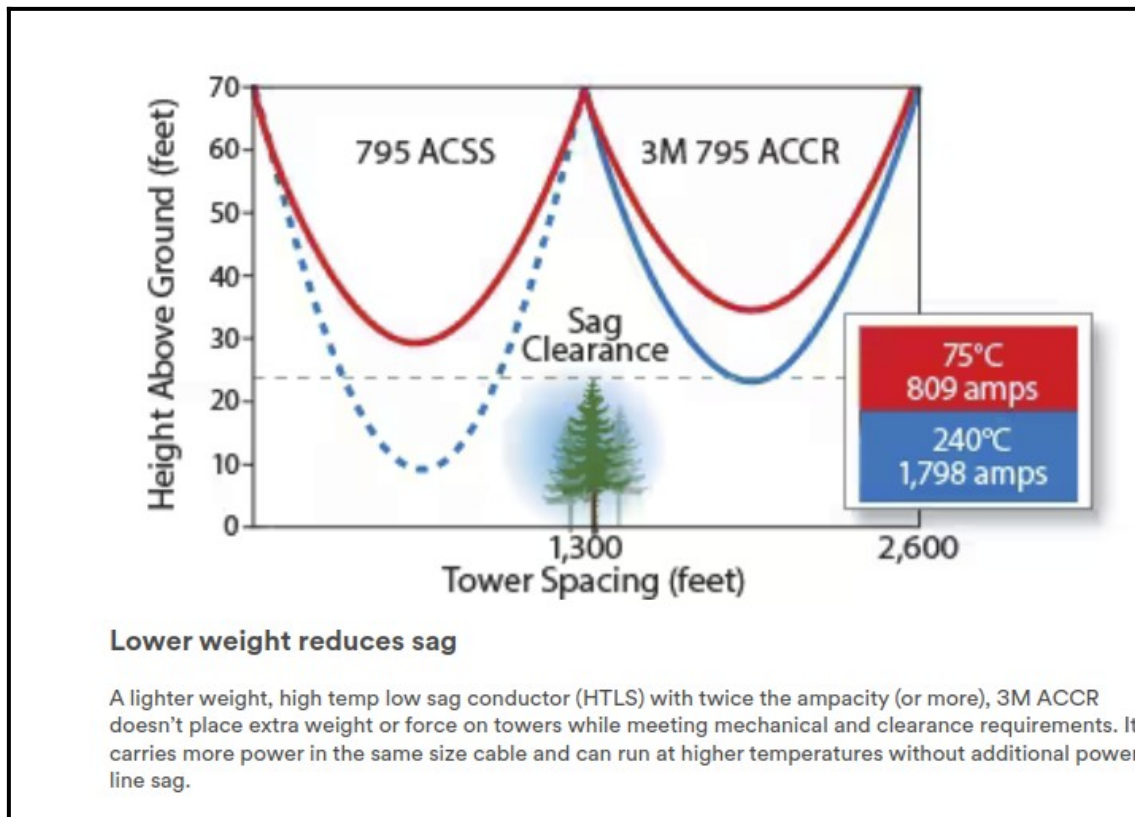 70
60
50
40
30
20
10
0
Height Above Ground (feet)
795 ACSS
3M 795 ACCR
Sag
Clearance
75°C
809 amps
240°C
1,798 amps
1,300
2,600
Tower Spacing (feet)
Lower weight reduces sag
A lighter weight, high temp low sag conductor (HTLS) with twice the ampacity (or more), 3M ACCR
doesn't place extra weight or force on towers while meeting mechanical and clearance requirements. It
carries more power in the same size cable and can run at higher temperatures without additional power
line sag.